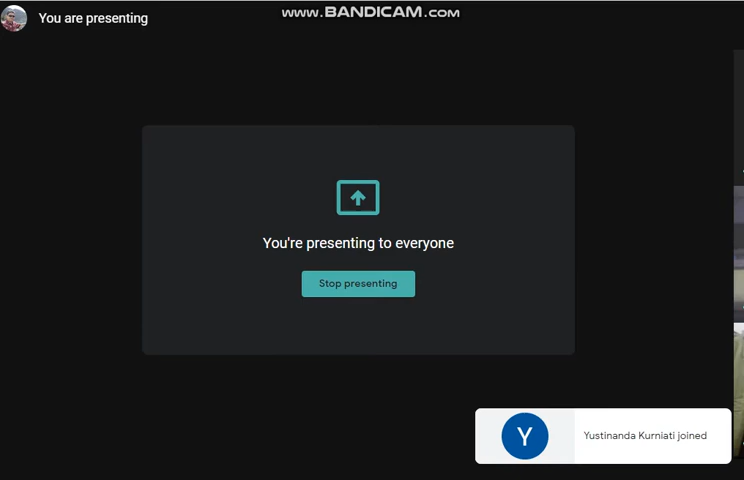 You are presenting
www.BANDICAM.COM
You're presenting to everyone
Stop presenting
Y
Yustinanda Kurniati joined